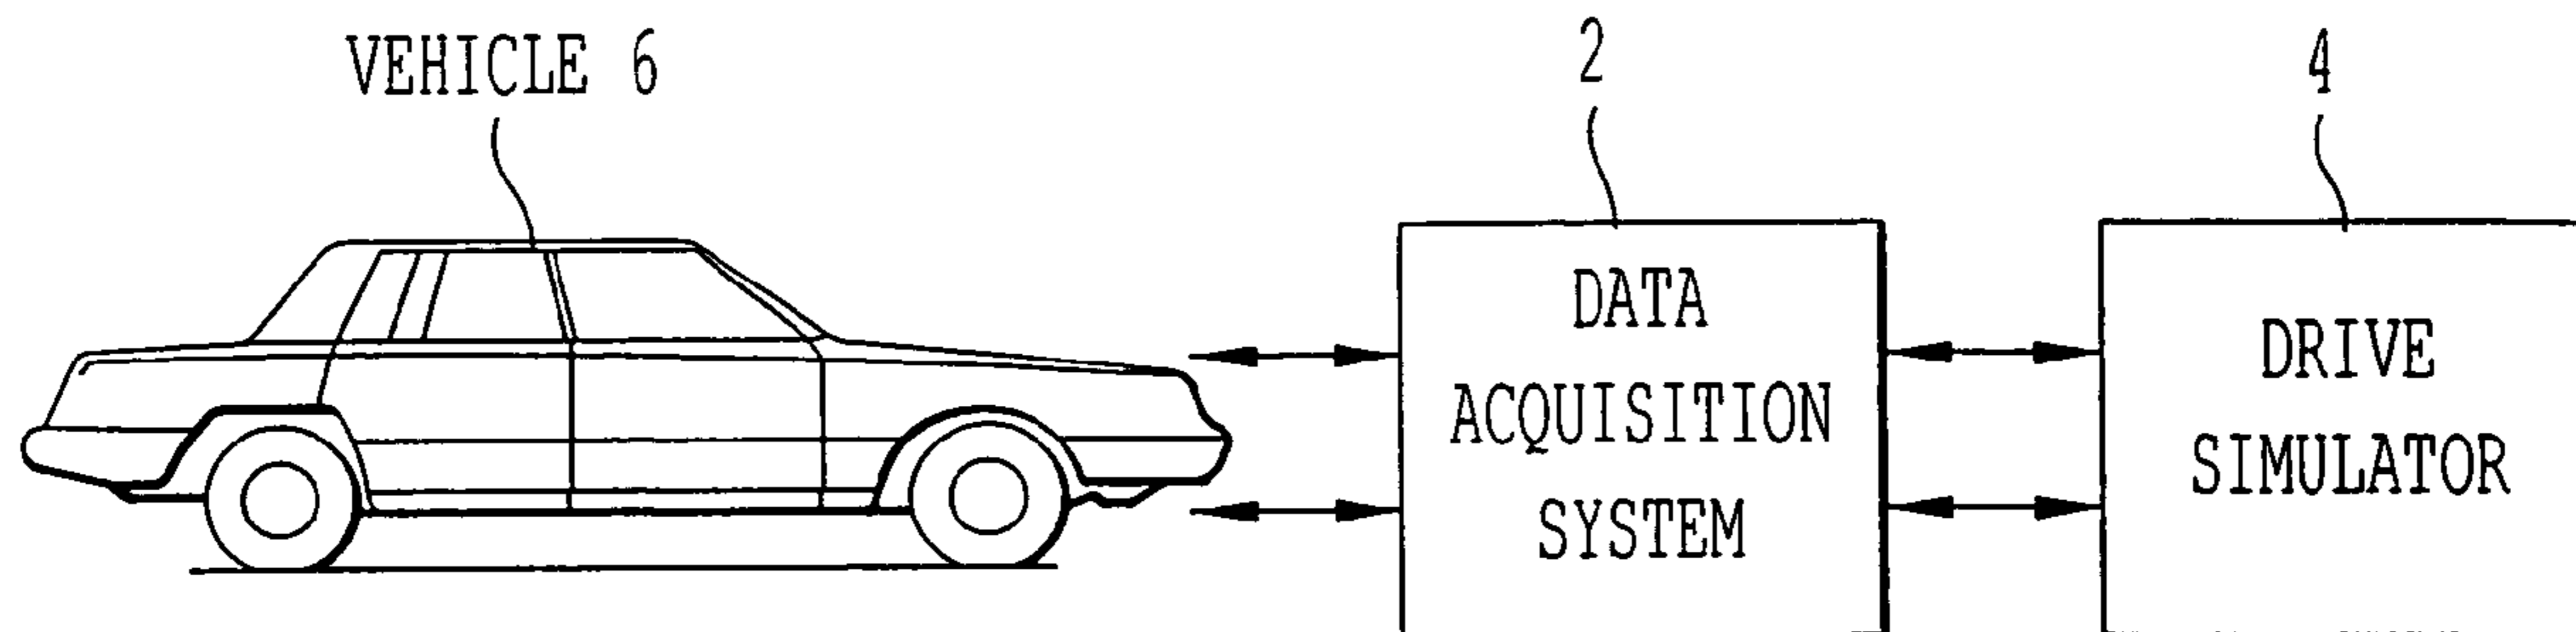 VEHICLE 6
2
4
DATA
ACQUISITION
SYSTEM
DRIVE
SIMULATOR